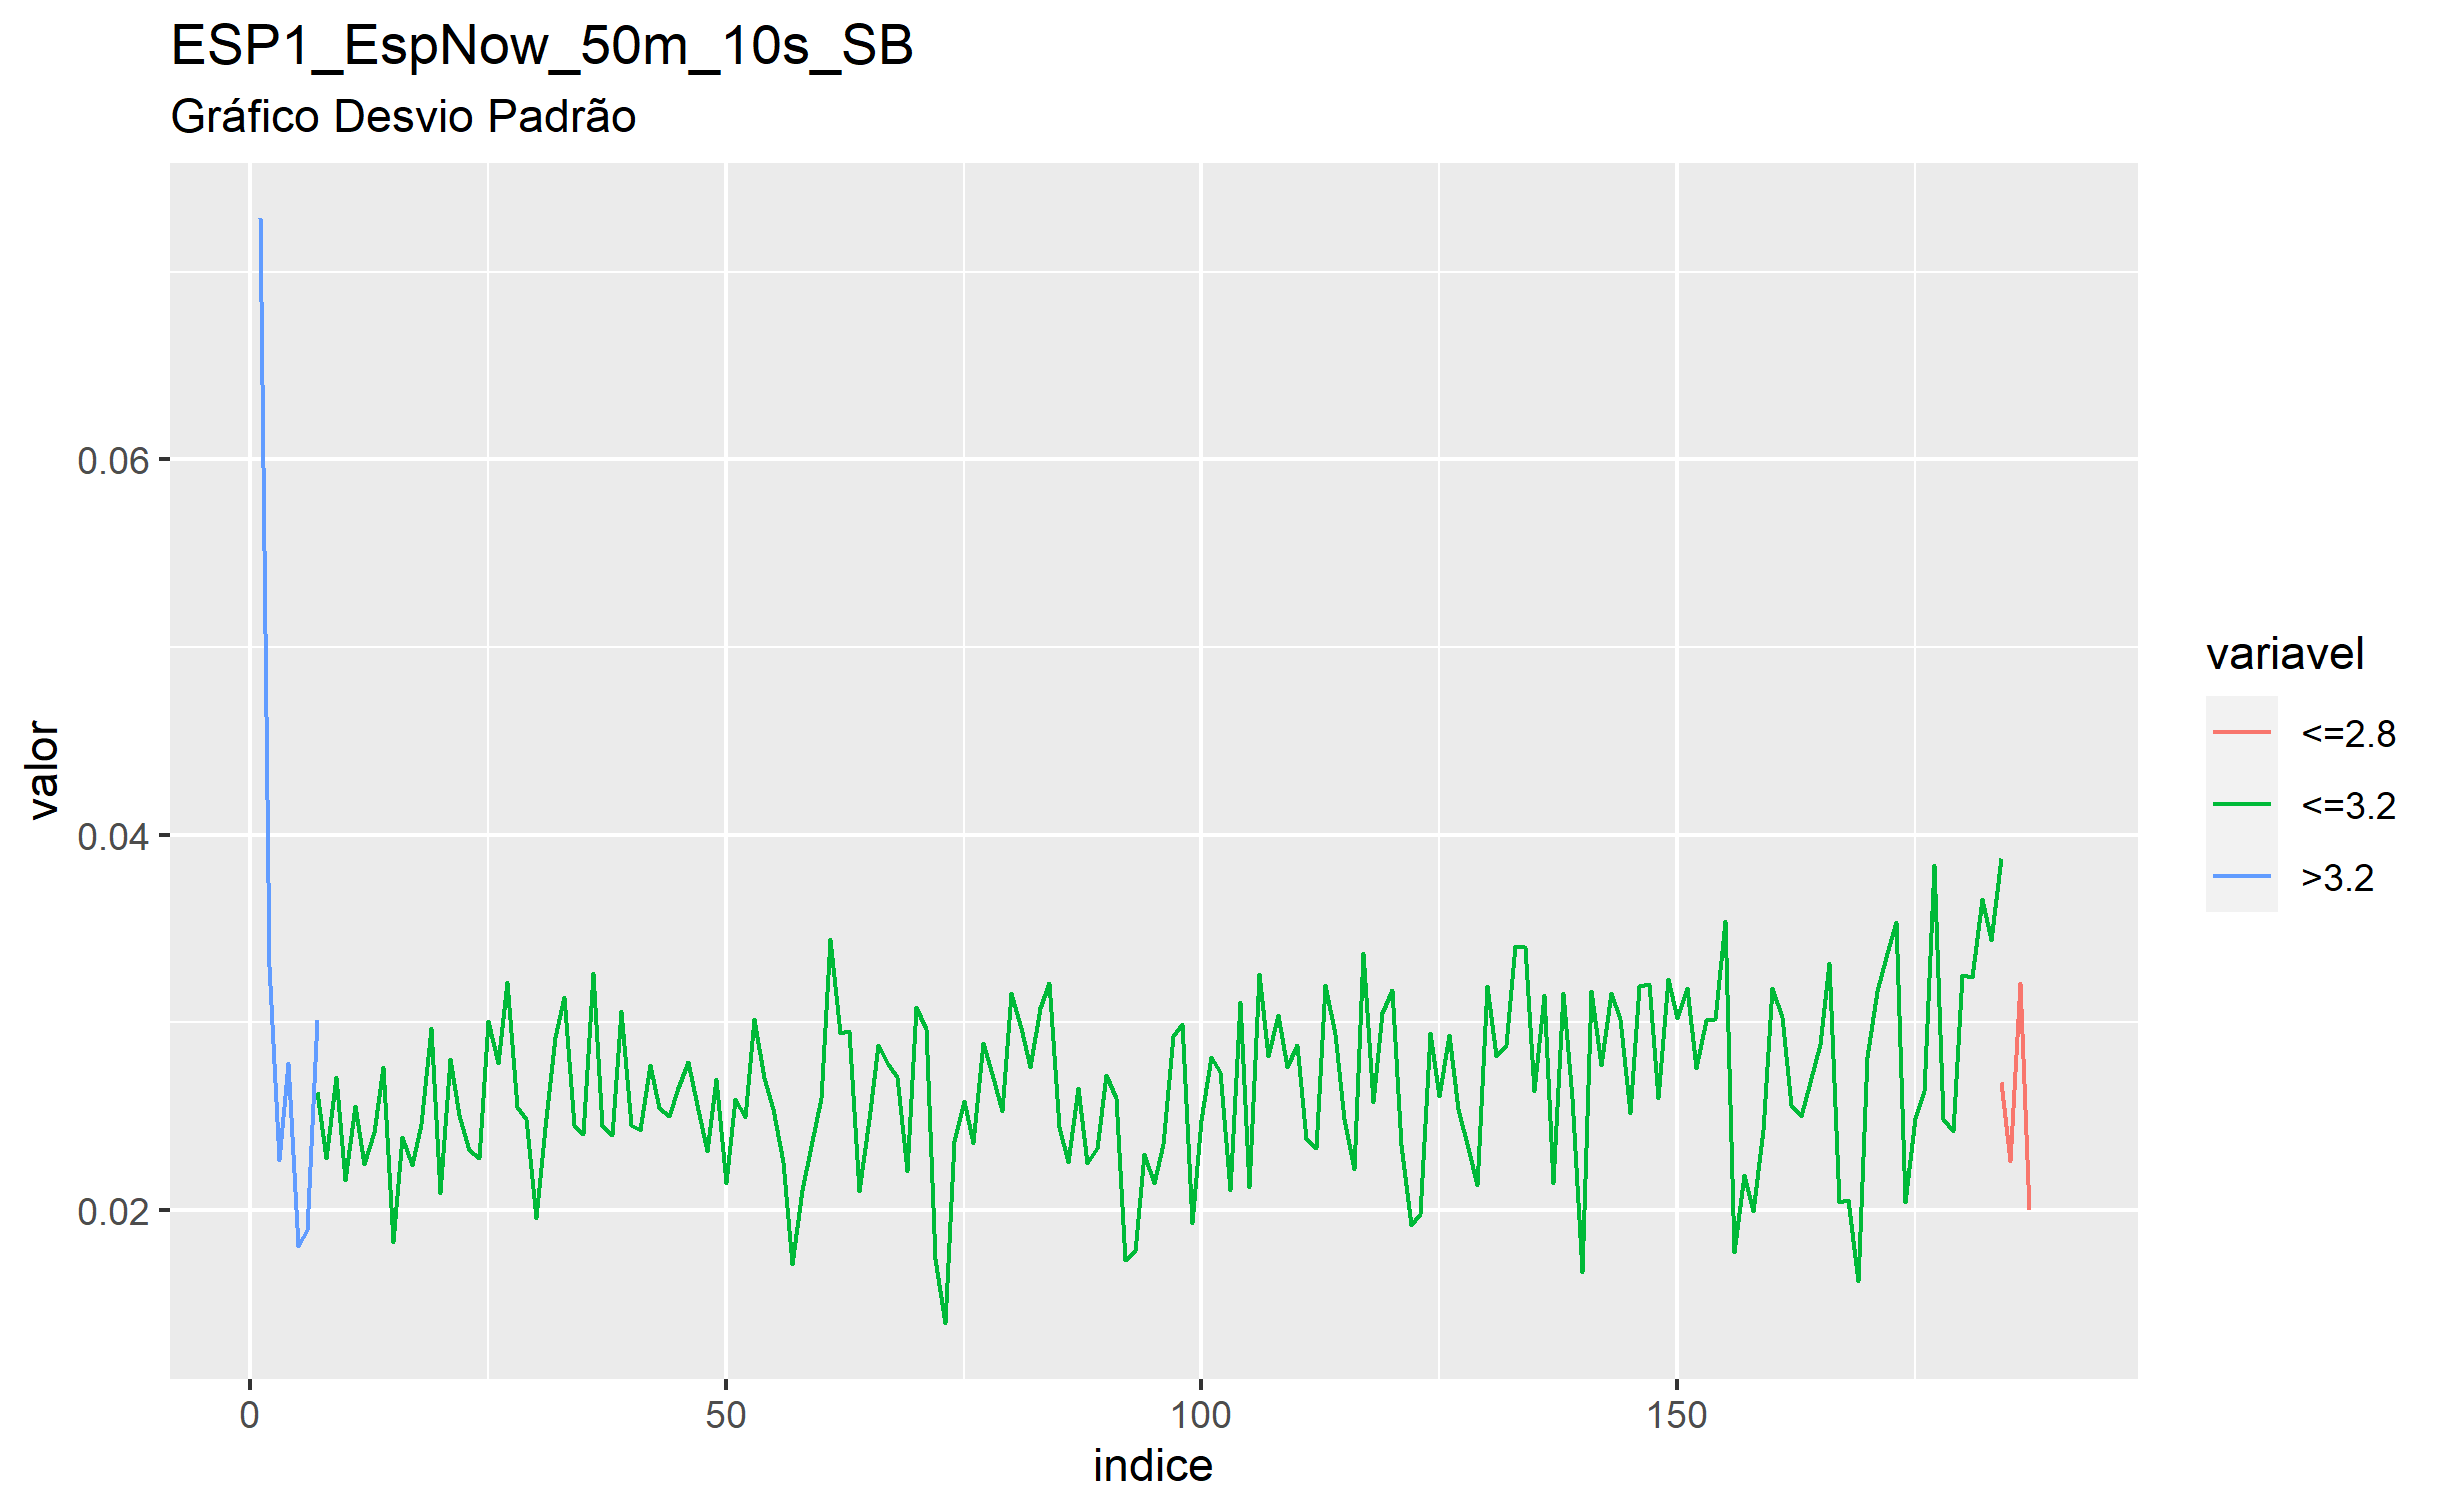 ESP1_EspNow_50m_10s_SB
Gráfico Desvio Padrão
valor
0.06
0.04
0.02
0
50
100
150
indice
variavel
<=2.8
<=3.2
>3.2